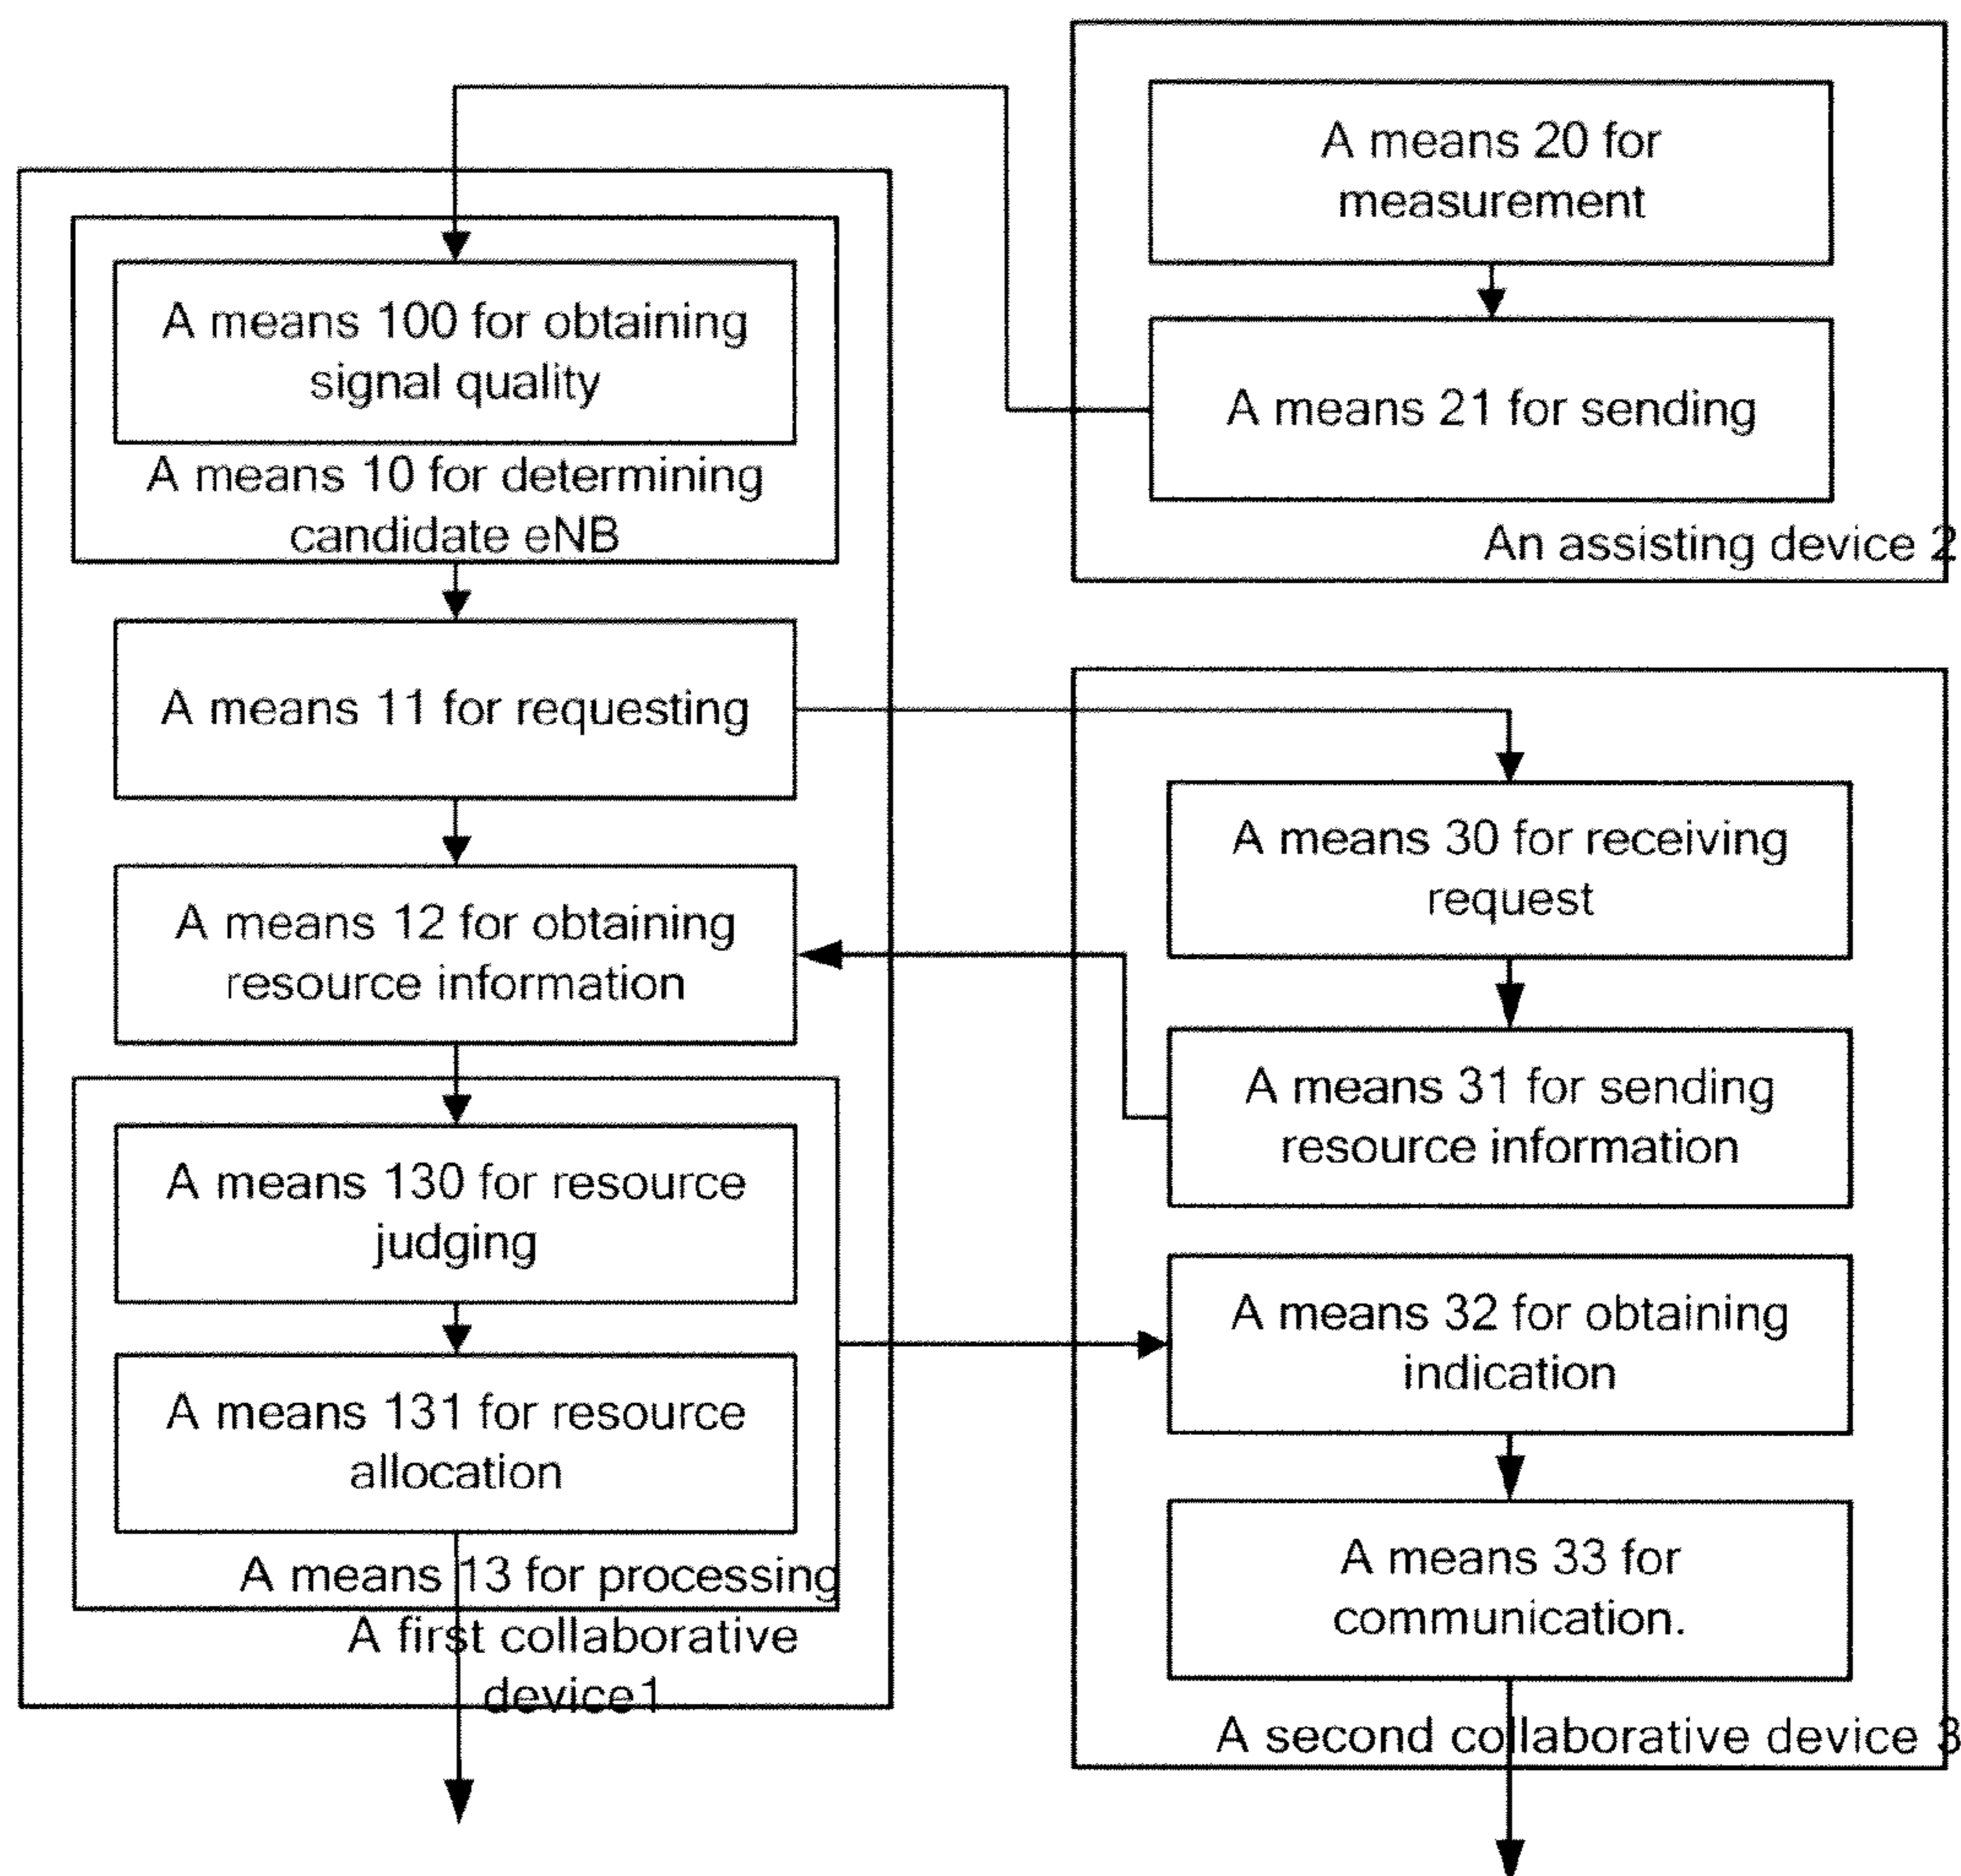 A means 100 for obtaining
signal quality
A means 10 for determining
candidate eNB
A means 11 for requesting
A means 12 for obtaining
resource information
A means 130 for resource
judging
A means 131 for resource
allocation
A means 13 for processing
A first collaborative
device1
A means 20 for
measurement
A means 21 for sending
An assisting device 2
A means 30 for receiving
request
A means 31 for sending
resource information
A means 32 for obtaining
indication
A means 33 for
communication.
A second collaborative device 3